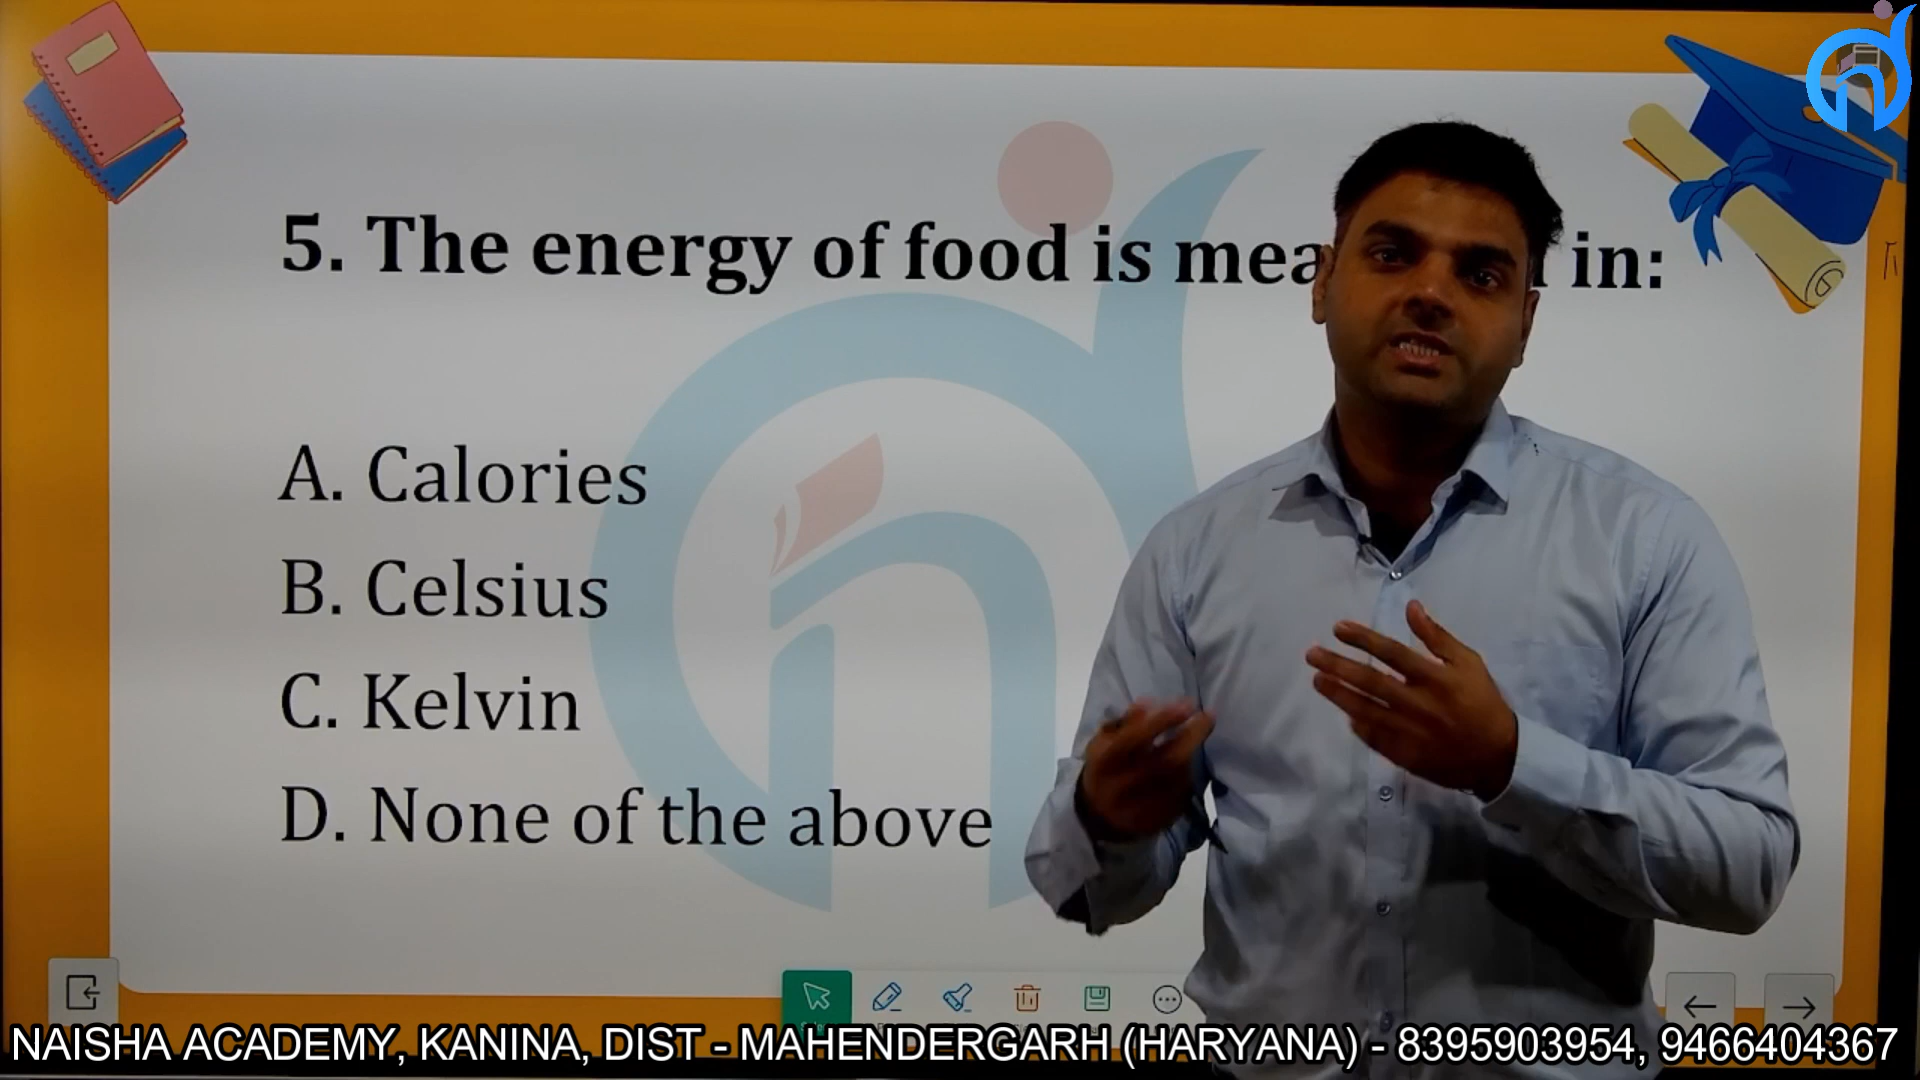 5. The energy of food is mea in:
A. Calories
B. Celsius
C. Kelvin
D. None of the above
NAISHA ACADEMY, KANINA, DIST - MAHENDERGARH (HARYANA) - 8395903954, 9466404367